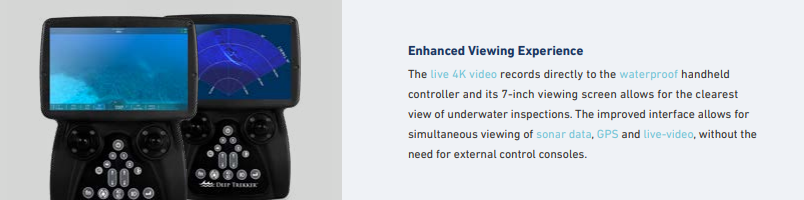 Enhanced Viewing Experience
The live 4K video records directly to the waterproof handheld
controller and its 7-inch viewing screen allows for the clearest
view of underwater inspections. The improved interface allows for
simultaneous viewing of sonar data, GPS and live-video, without the
need for external control consoles.
DEEP TREKKER